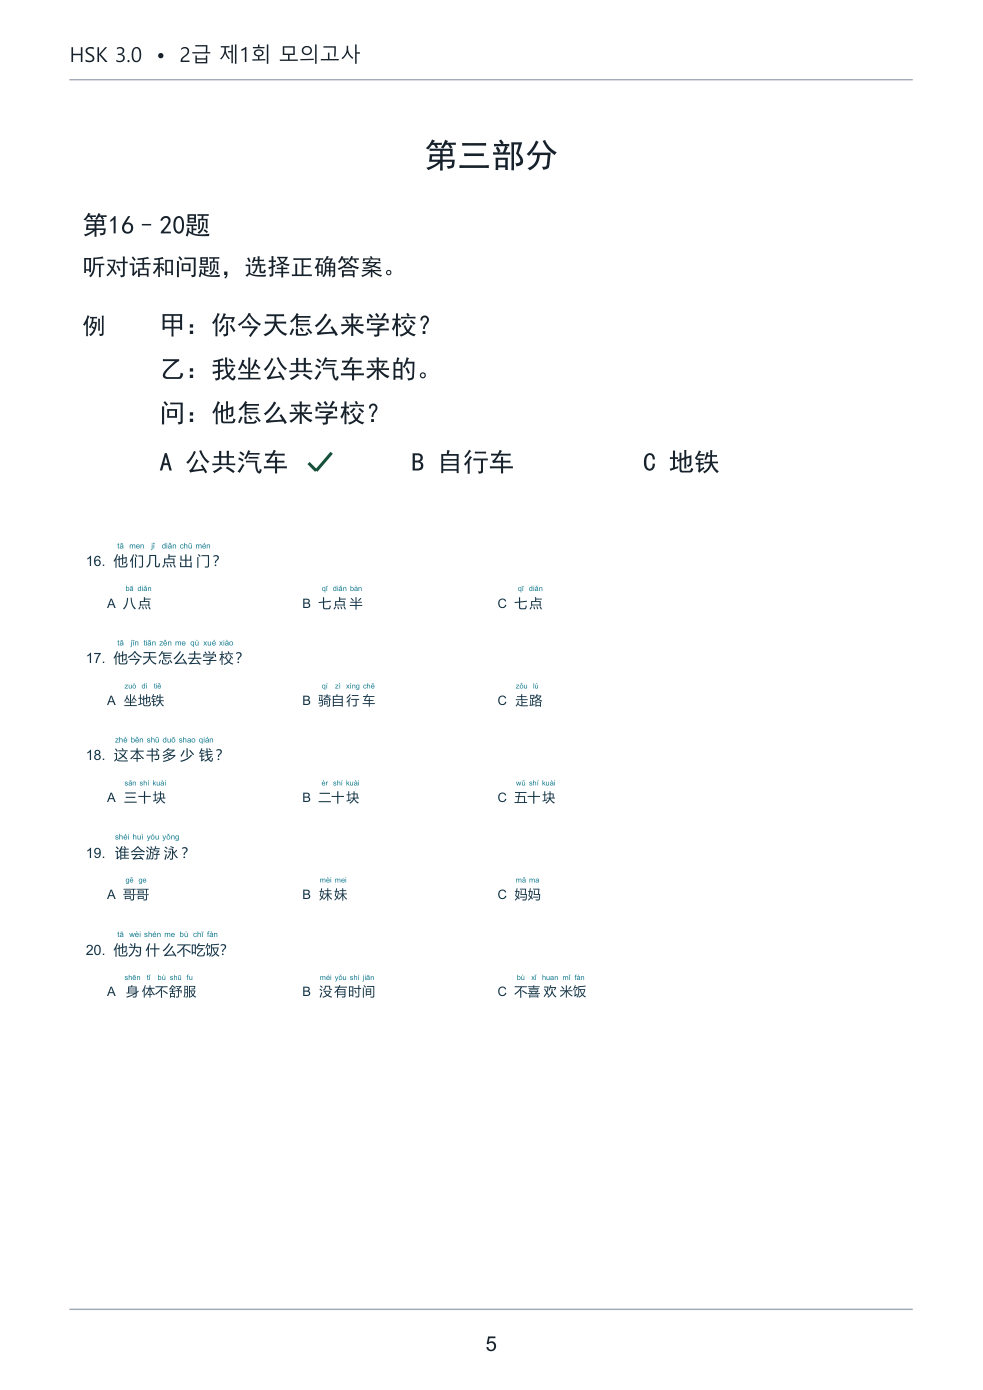 HSK 3.0 • 2급 제1회 모의고사
第三部分
第16–20题
听对话和问题，选择正确答案。
例 甲：你今天怎么来学校？
乙：我坐公共汽车来的。
问：他怎么来学校？
A 公共汽车 ✓ B 自行车 C 地铁
tā men jǐ diǎn chū mén
16. 他们几点出门？
bā diǎn qī diǎn bàn qī diǎn
A 八点 B 七点半 C 七点
tā jīn tiān zěn me qù xué xiào
17. 他今天怎么去学校？
zuò dì tiě qí zì xíng chē zǒu lù
A 坐地铁 B 骑自行车 C 走路
zhè běn shū duō shao qián
18. 这本书多少钱？
sān shí kuài èr shí kuài wǔ shí kuài
A 三十块 B 二十块 C 五十块
shéi huì yóu yǒng
19. 谁会游泳？
gē ge mèi mei mā ma
A 哥哥 B 妹妹 C 妈妈
tā wèi shén me bù chī fàn
20. 他为什么不吃饭？
shēn tǐ bù shū fu méi yǒu shí jiān bù xǐ huan mǐ fàn
A 身体不舒服 B 没有时间 C 不喜欢米饭
5